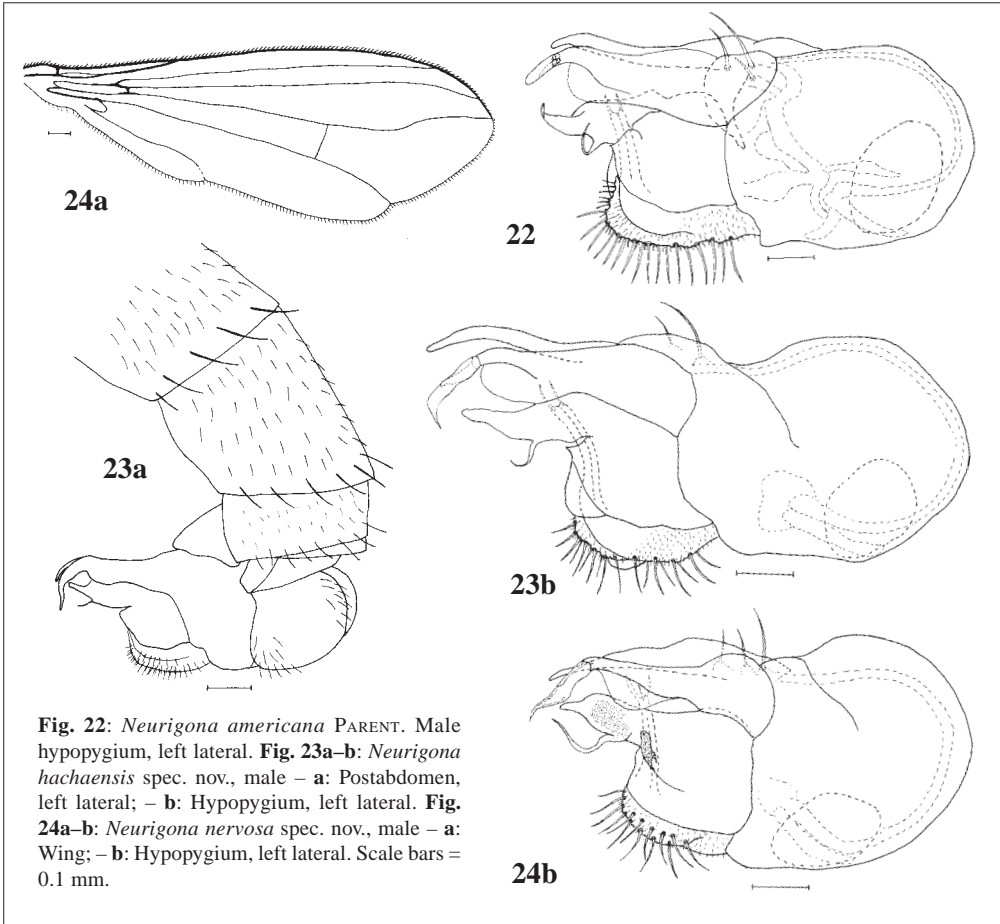 24a
22
23a
23b
24b
Fig. 22: Neurigona americana PARENT. Male
hypopygium, left lateral. Fig. 23a–b: Neurigona
hachaensis spec. nov., male – a: Postabdomen,
left lateral; – b: Hypopygium, left lateral. Fig.
24a–b: Neurigona nervosa spec. nov., male – a:
Wing; – b: Hypopygium, left lateral. Scale bars =
0.1 mm.